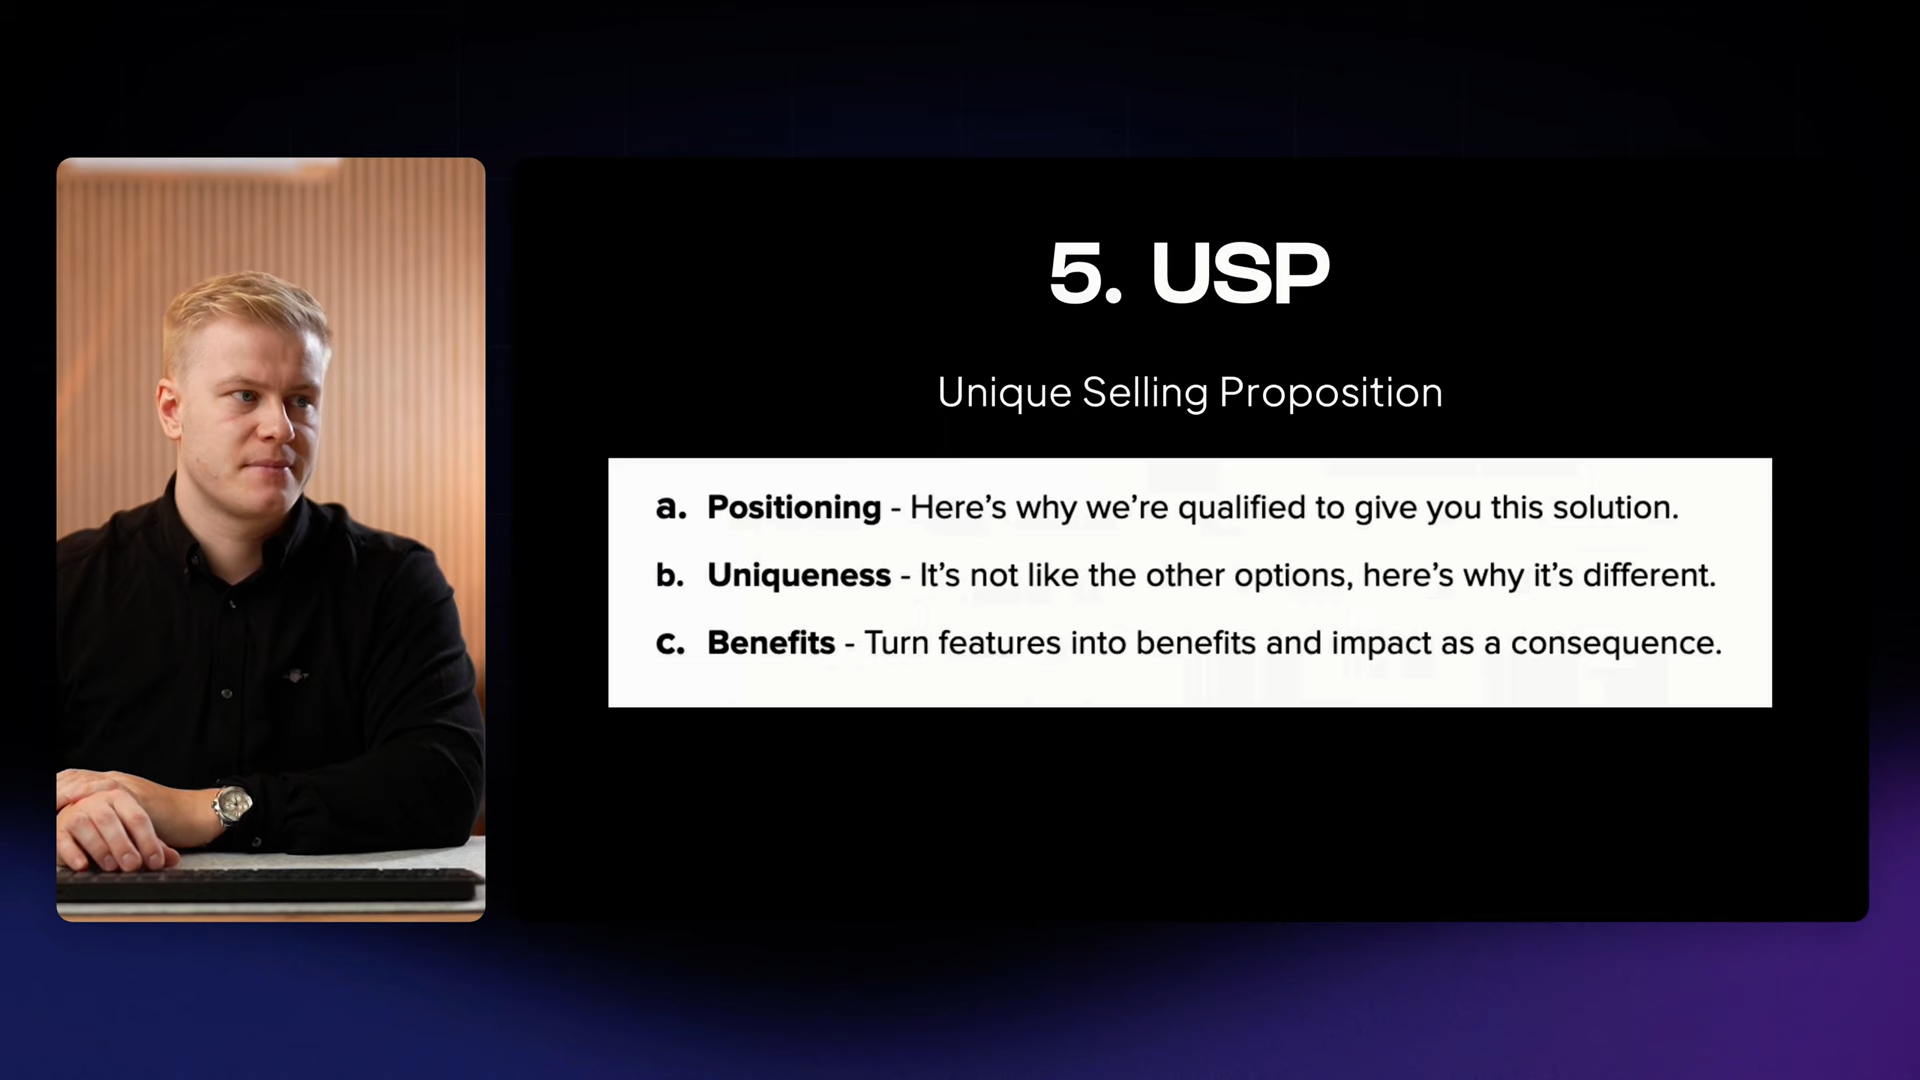 5. USP
Unique Selling Proposition
a. Positioning - Here’s why we’re qualified to give you this solution.
b. Uniqueness - It’s not like the other options, here’s why it’s different.
c. Benefits - Turn features into benefits and impact as a consequence.